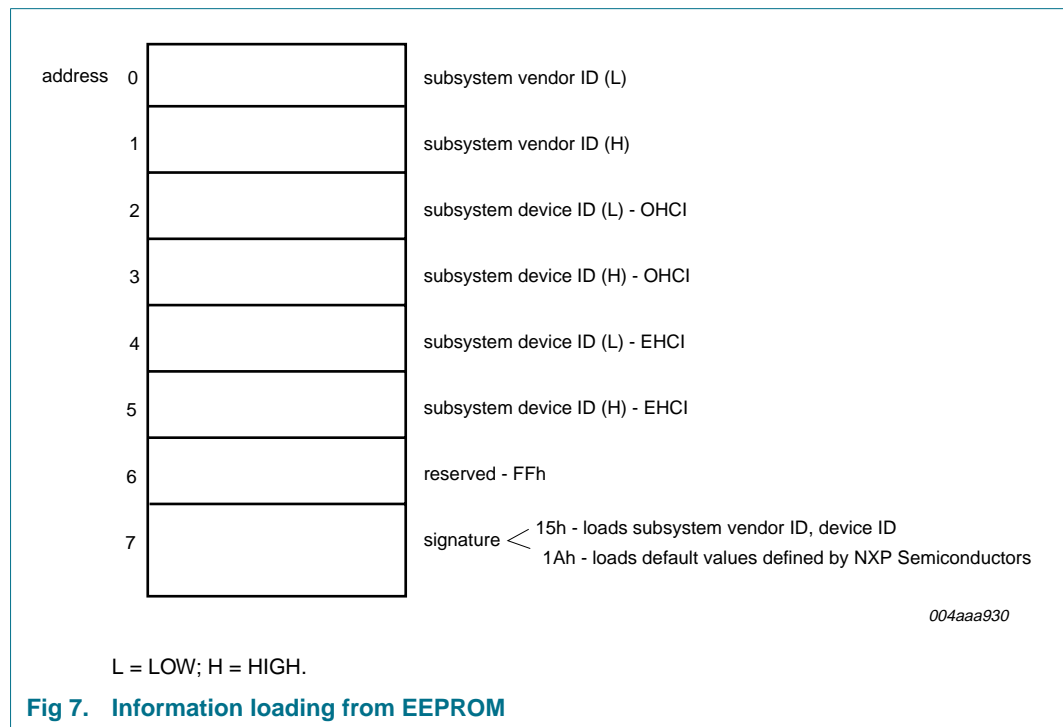 address 0 subsystem vendor ID (L)
1 subsystem vendor ID (H)
2 subsystem device ID (L) - OHCI
3 subsystem device ID (H) - OHCI
4 subsystem device ID (L) - EHCI
5 subsystem device ID (H) - EHCI
6 reserved - FFh
7 signature 15h - loads subsystem vendor ID, device ID
1Ah - loads default values defined by NXP Semiconductors
004aaa930
L = LOW; H = HIGH.
Fig 7. Information loading from EEPROM